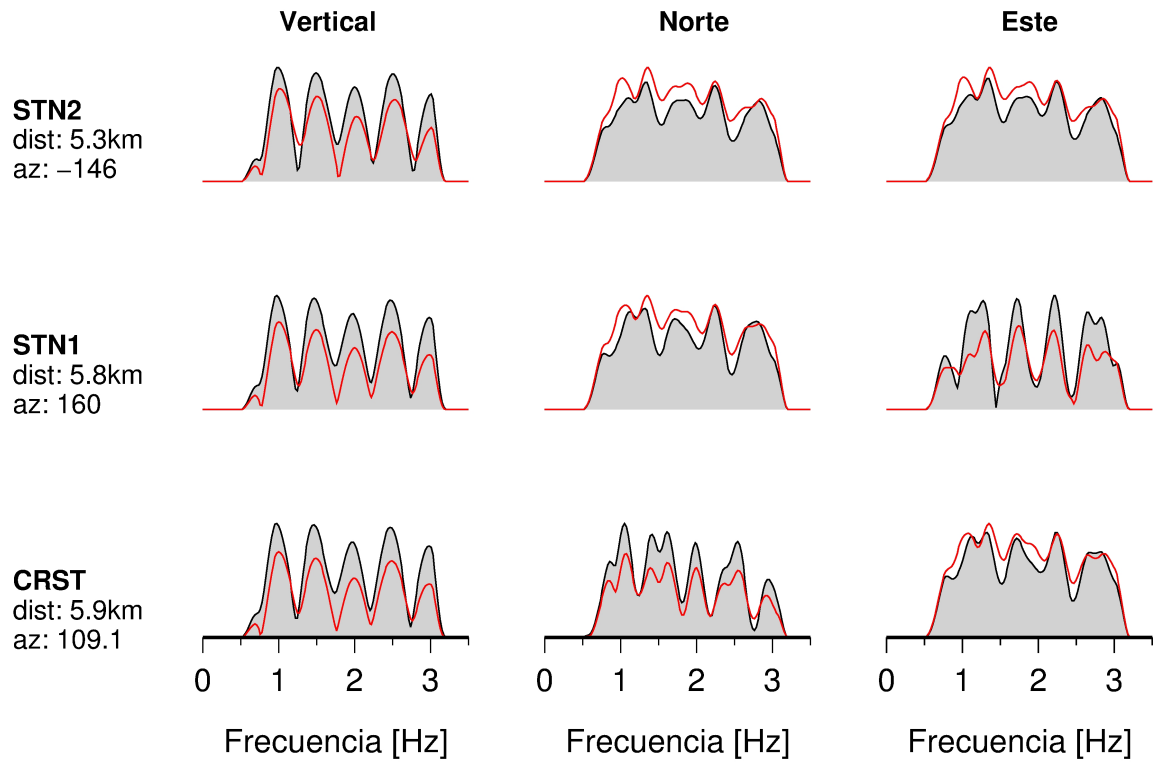 Vertical Norte Este
STN2
dist: 5.3km
az: −146
STN1
dist: 5.8km
az: 160
CRST
dist: 5.9km
az: 109.1
0 1 2 3 0 1 2 3 0 1 2 3
Frecuencia [Hz] Frecuencia [Hz] Frecuencia [Hz]